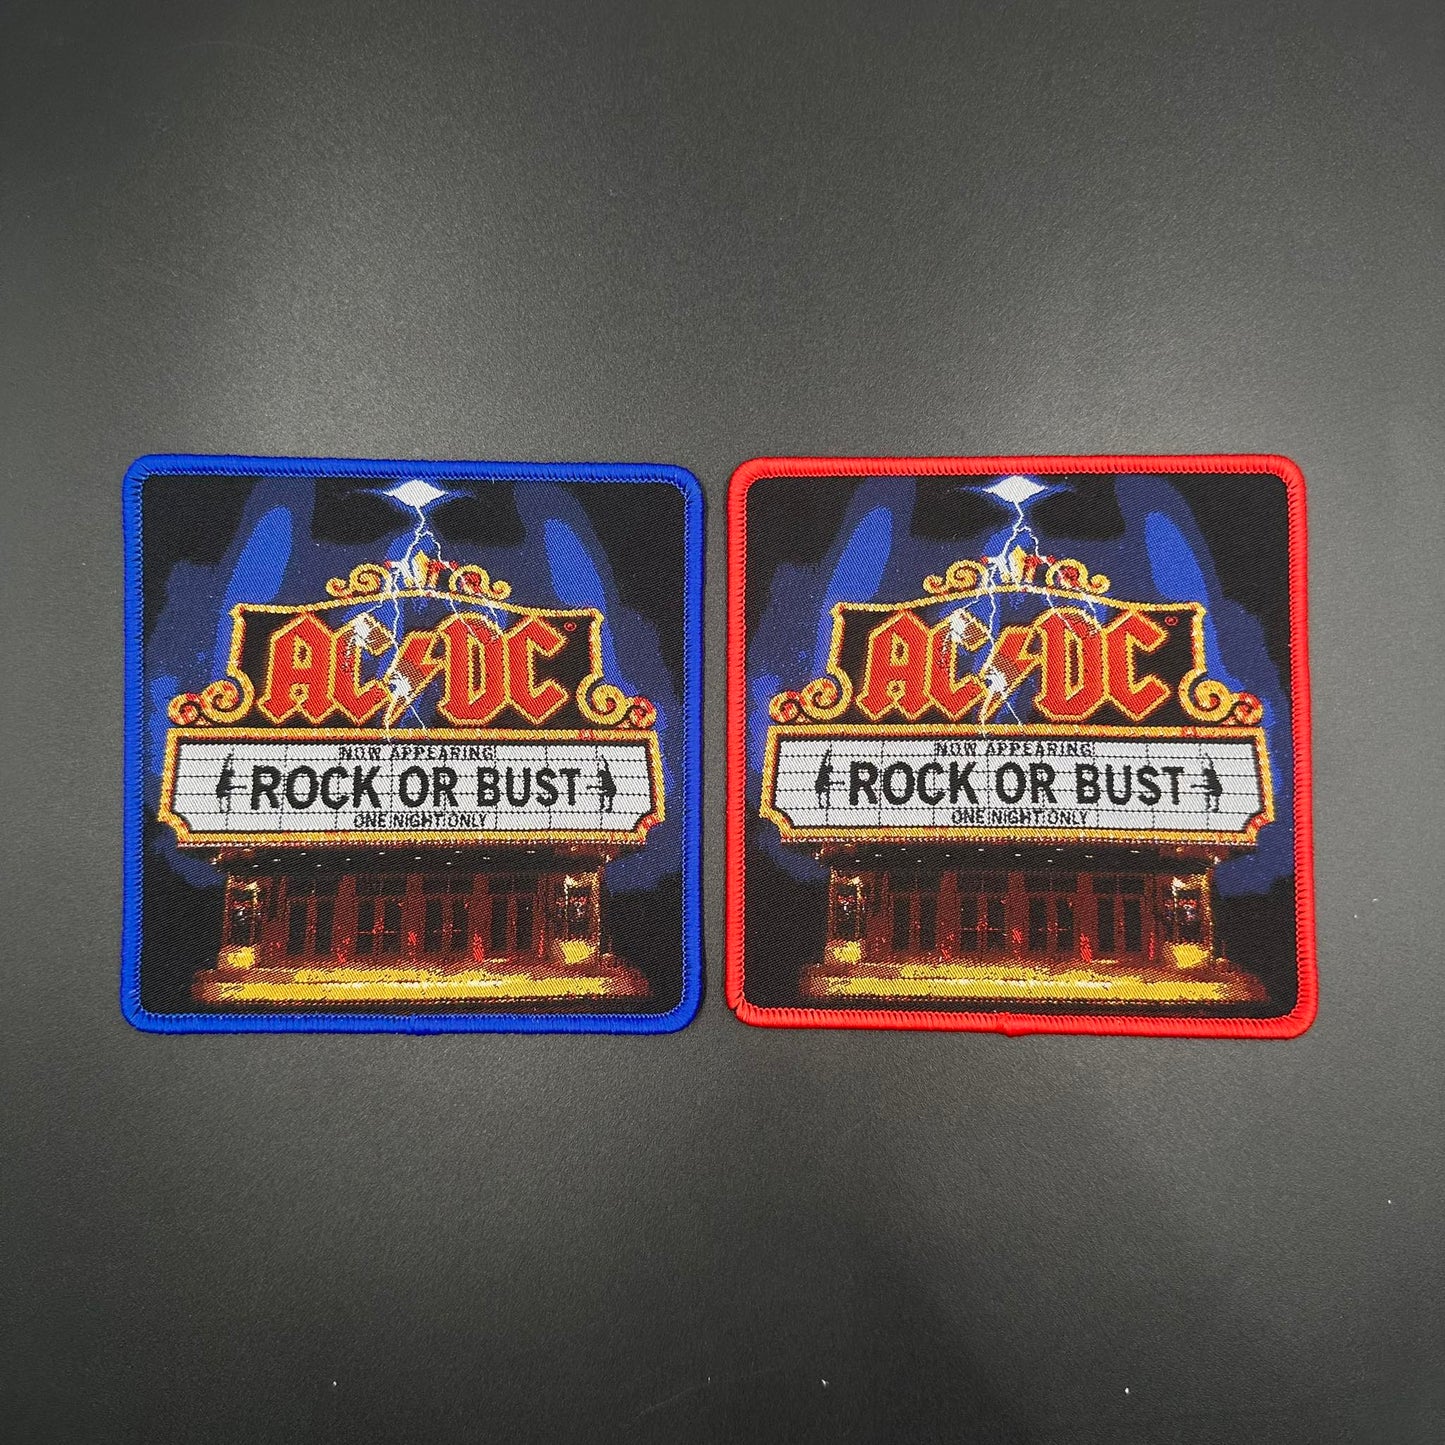 AC⚡DC®
NOW APPEARING
ROCK OR BUST
ONE NIGHT ONLY
AC⚡DC®
NOW APPEARING
ROCK OR BUST
ONE NIGHT ONLY